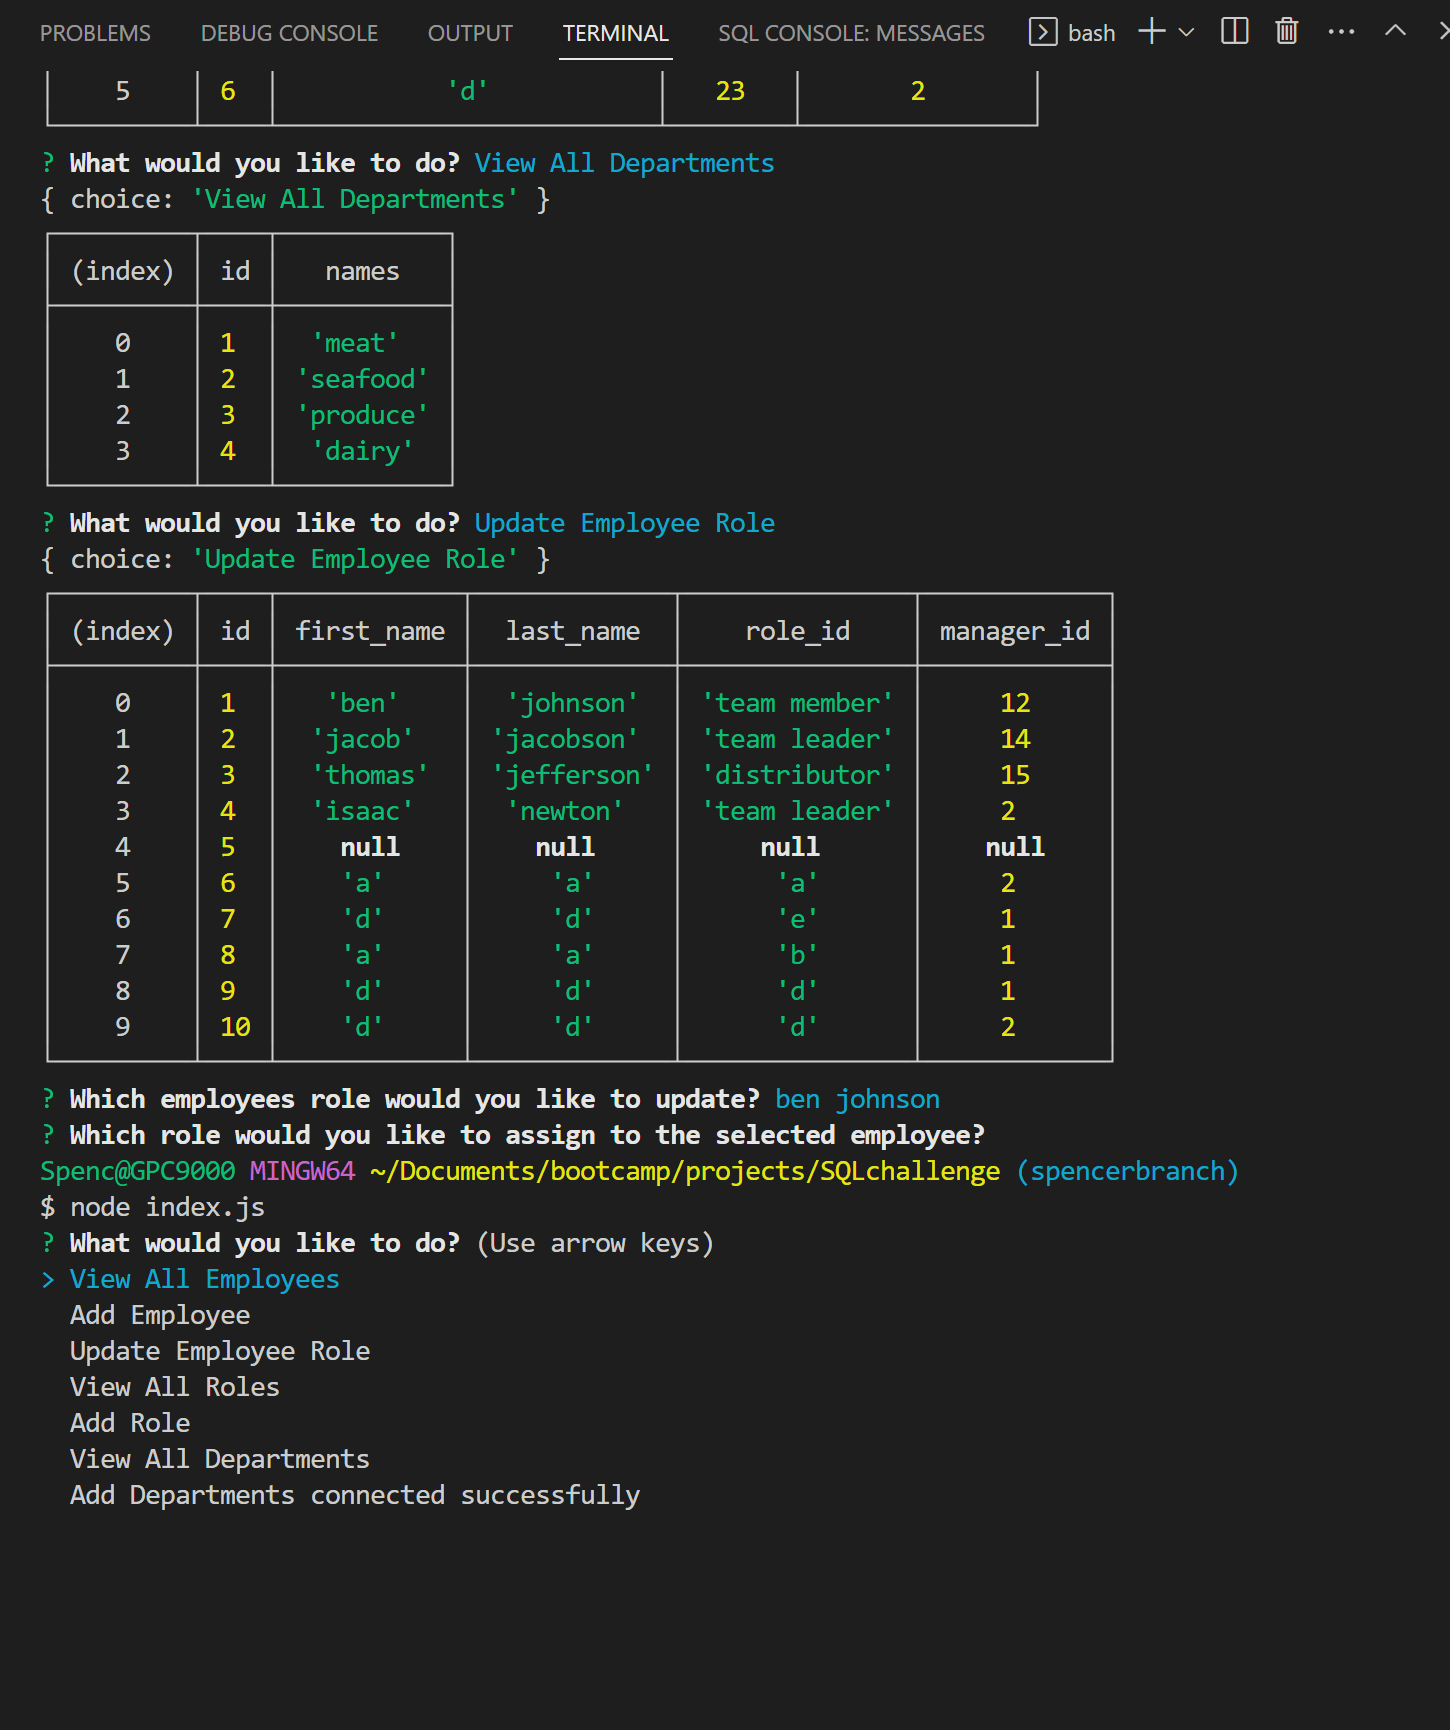 PROBLEMS DEBUG CONSOLE OUTPUT TERMINAL SQL CONSOLE: MESSAGES bash
5 6 'd' 23 2
? What would you like to do? View All Departments
{ choice: 'View All Departments' }
(index) id names
0 1 'meat'
1 2 'seafood'
2 3 'produce'
3 4 'dairy'
? What would you like to do? Update Employee Role
{ choice: 'Update Employee Role' }
(index) id first_name last_name role_id manager_id
0 1 'ben' 'johnson' 'team member' 12
1 2 'jacob' 'jacobson' 'team leader' 14
2 3 'thomas' 'jefferson' 'distributor' 15
3 4 'isaac' 'newton' 'team leader' 2
4 5 null null null null
5 6 'a' 'a' 'a' 2
6 7 'd' 'd' 'e' 1
7 8 'a' 'a' 'b' 1
8 9 'd' 'd' 'd' 1
9 10 'd' 'd' 'd' 2
? Which employees role would you like to update? ben johnson
? Which role would you like to assign to the selected employee?
Spenc@GPC9000 MINGW64 ~/Documents/bootcamp/projects/SQLchallenge (spencerbranch)
$ node index.js
? What would you like to do? (Use arrow keys)
> View All Employees
Add Employee
Update Employee Role
View All Roles
Add Role
View All Departments
Add Departments connected successfully